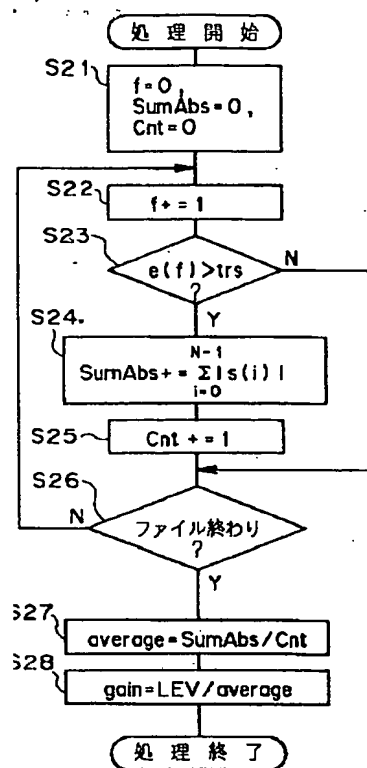 処理開始
S21
f=0,
SumAbs=0,
Cnt=0
S22
f+=1
S23
e(f)>trs
?
N
Y
S24.
N-1
SumAbs+=Σ|s(i)|
i=0
S25
Cnt+=1
S26
ファイル終わり
?
N
Y
S27
average=SumAbs/Cnt
S28
gain=LEV/average
処理終了